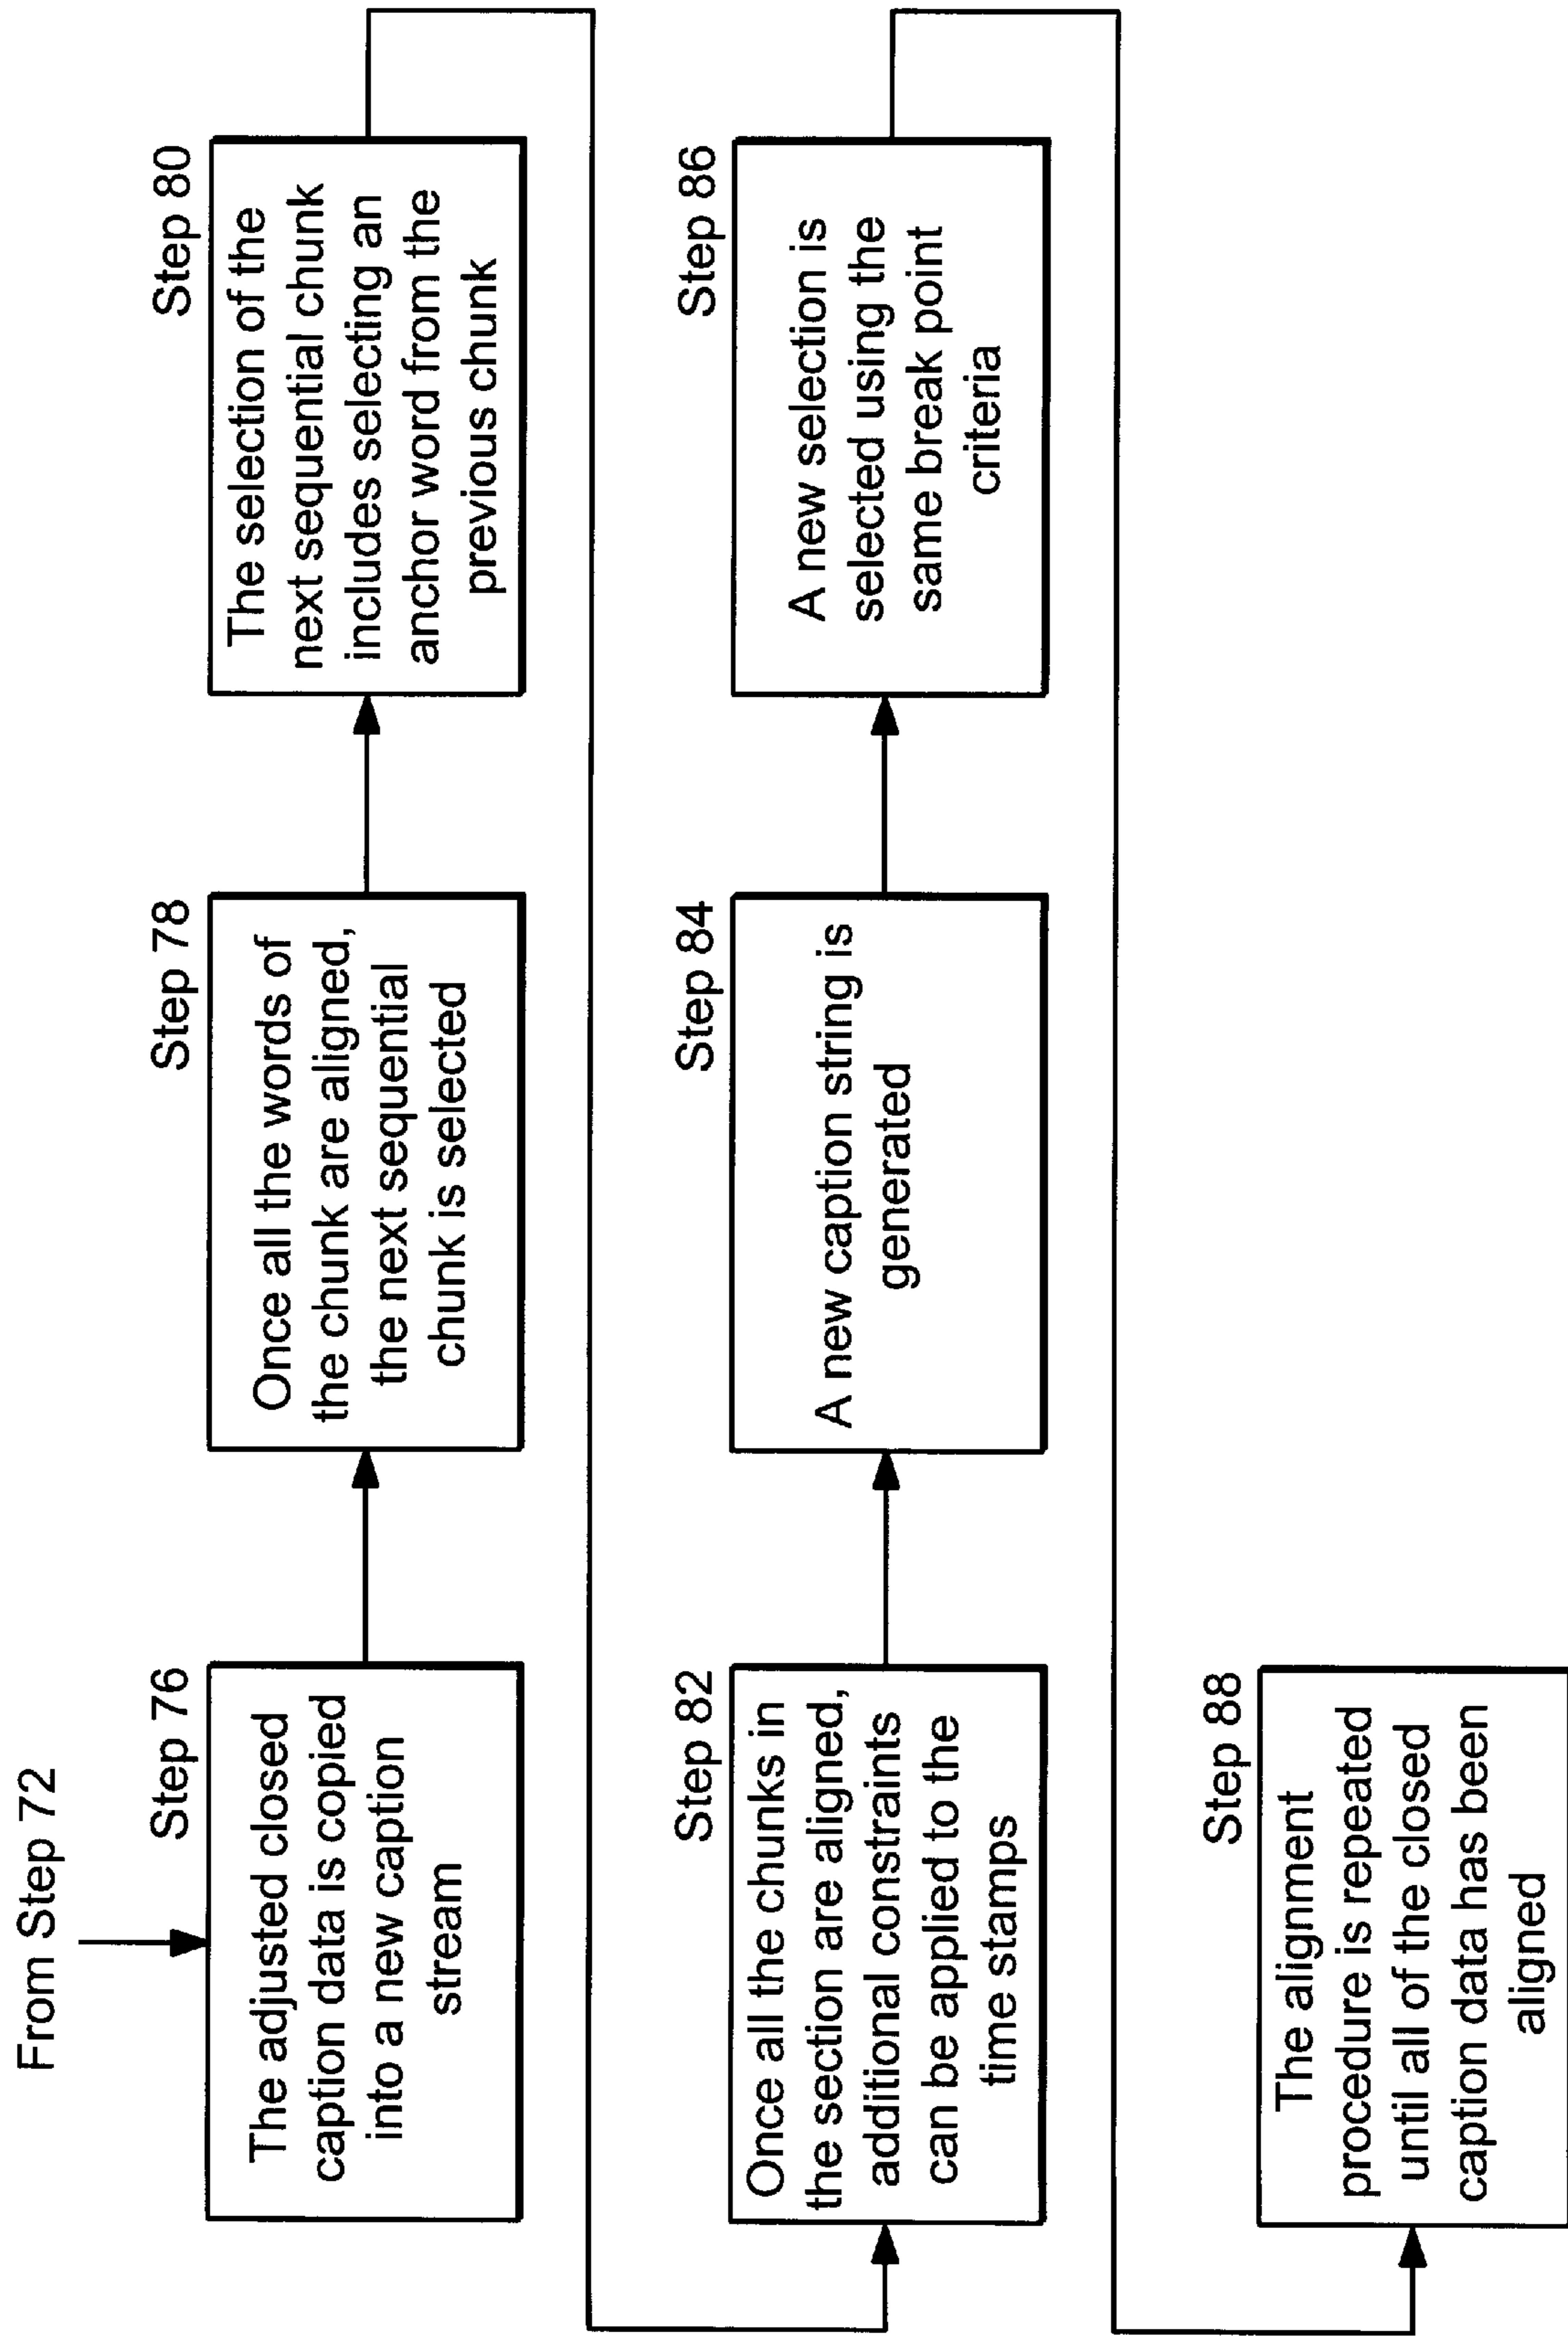 From Step 72
Step 76
The adjusted closed
caption data is copied
into a new caption
stream
Step 78
Once all the words of
the chunk are aligned,
the next sequential
chunk is selected
Step 80
The selection of the
next sequential chunk
includes selecting an
anchor word from the
previous chunk
Step 82
Once all the chunks in
the section are aligned,
additional constraints
can be applied to the
time stamps
Step 84
A new caption string is
generated
Step 86
A new selection is
selected using the
same break point
criteria
Step 88
The alignment
procedure is repeated
until all of the closed
caption data has been
aligned